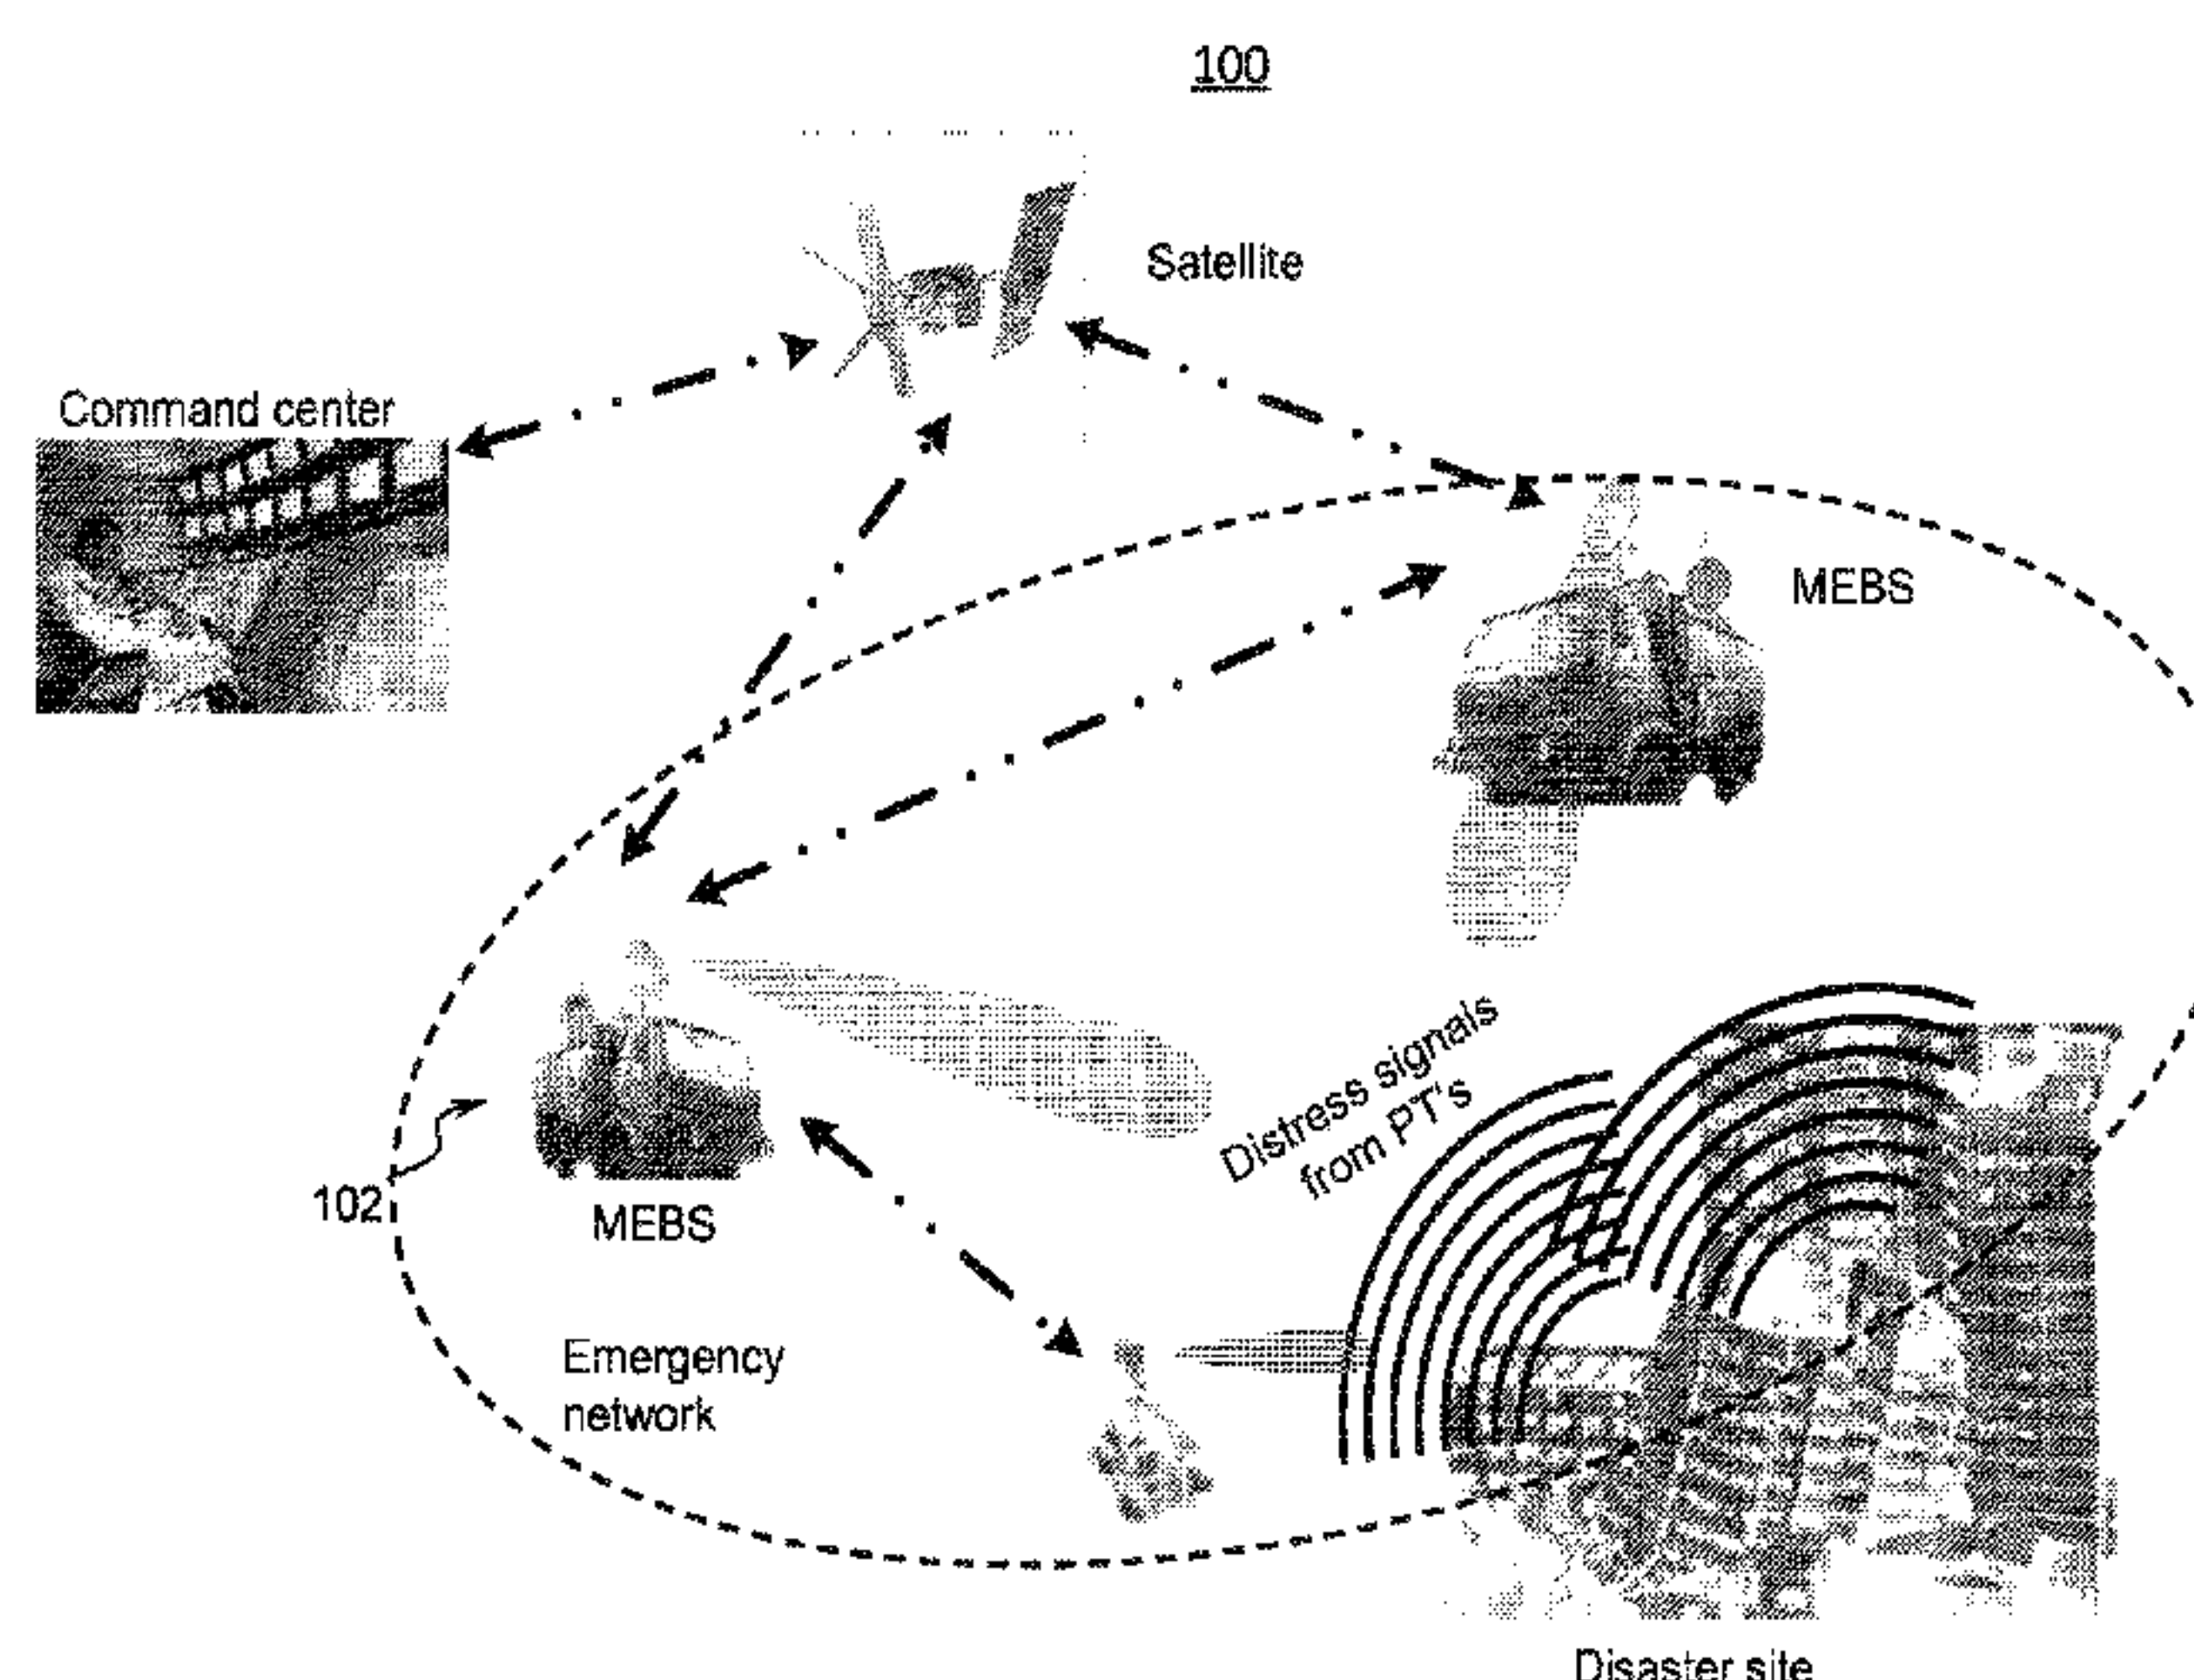 100
Satellite
Command center
MEBS
Distress signals
from PT's
102
MEBS
Emergency
network
Disaster site